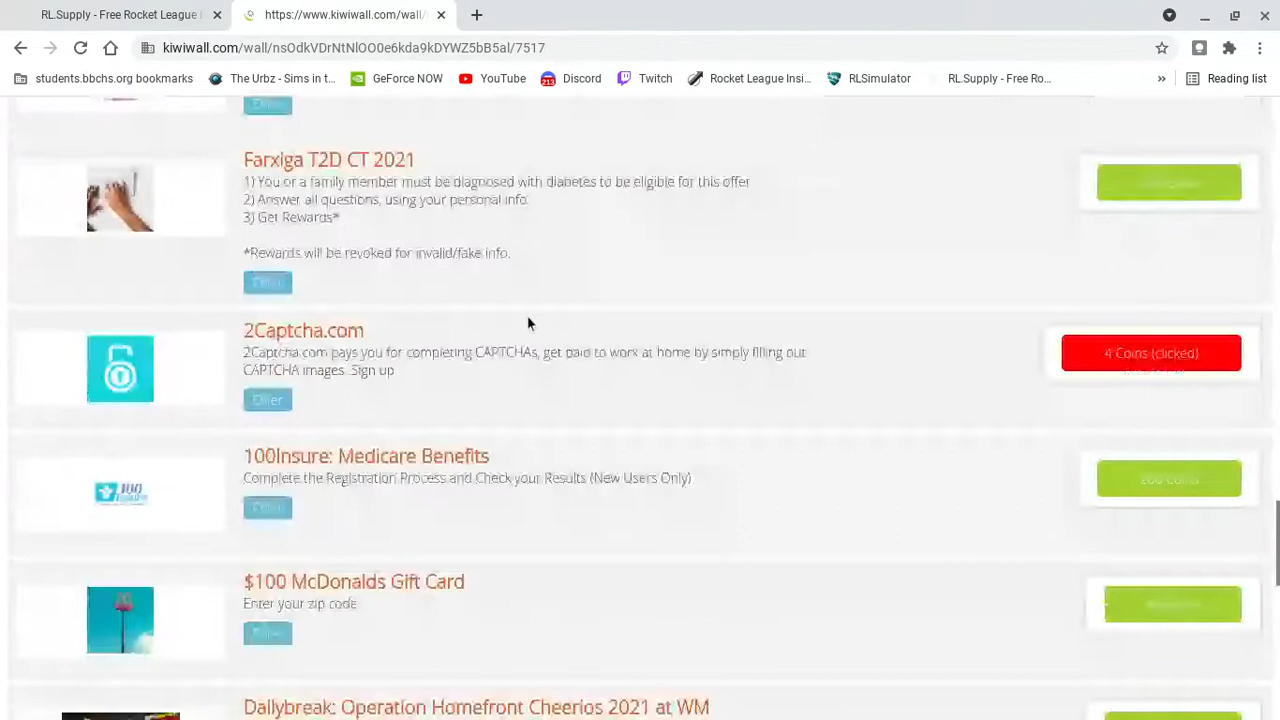 RL.Supply - Free Rocket League
https://www.kiwiwall.com/wall/
kiwiwall.com/wall/nsOdkVDrNtNlOO0e6kda9kDYWZ5bB5al/7517
students.bbchs.org bookmarks
The Urbz - Sims in t...
GeForce NOW
YouTube
213
Discord
Twitch
Rocket League Insi...
RLSimulator
RL.Supply - Free Ro...
»
Reading list
Farxiga T2D CT 2021
1) You or a family member must be diagnosed with diabetes to be eligible for this offer
2) Answer all questions, using your personal info.
3) Get Rewards*
*Rewards will be revoked for invalid/fake info.
Offer
2Captcha.com
4 Coins (clicked)
2Captcha.com pays you for completing CAPTCHAs, get paid to work at home by simply filling out
CAPTCHA images. Sign up
Offer
100Insure: Medicare Benefits
200 Coins
Complete the Registration Process and Check your Results (New Users Only)
Offer
$100 McDonalds Gift Card
Enter your zip code
Offer
Dailybreak: Operation Homefront Cheerios 2021 at WM